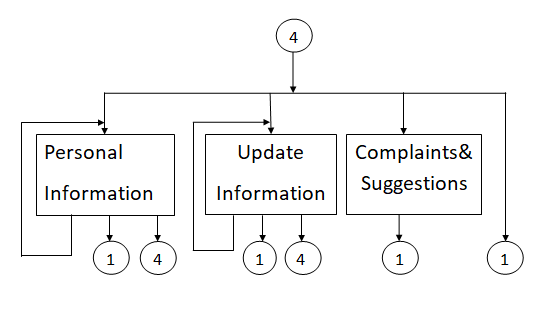 4
Personal
Information
Update
Information
Complaints&
Suggestions
1
4
1
4
1
1